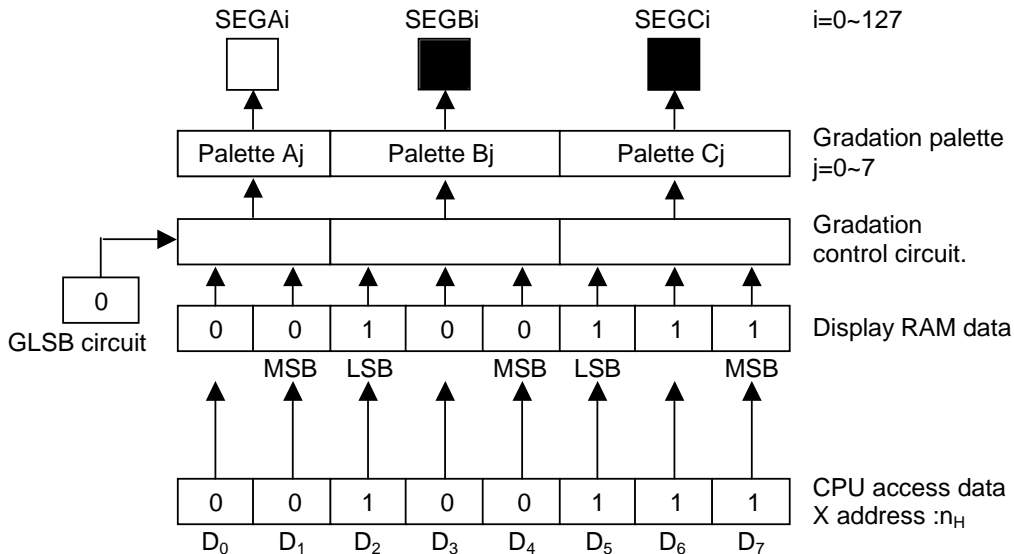 SEGAi SEGBi SEGCi i=0~127
Palette Aj Palette Bj Palette Cj Gradation palette
j=0~7
Gradation
control circuit.
0
GLSB circuit
0 0 1 0 0 1 1 1 Display RAM data
MSB LSB MSB LSB MSB
0 0 1 0 0 1 1 1 CPU access data
X address :nH
D0 D1 D2 D3 D4 D5 D6 D7